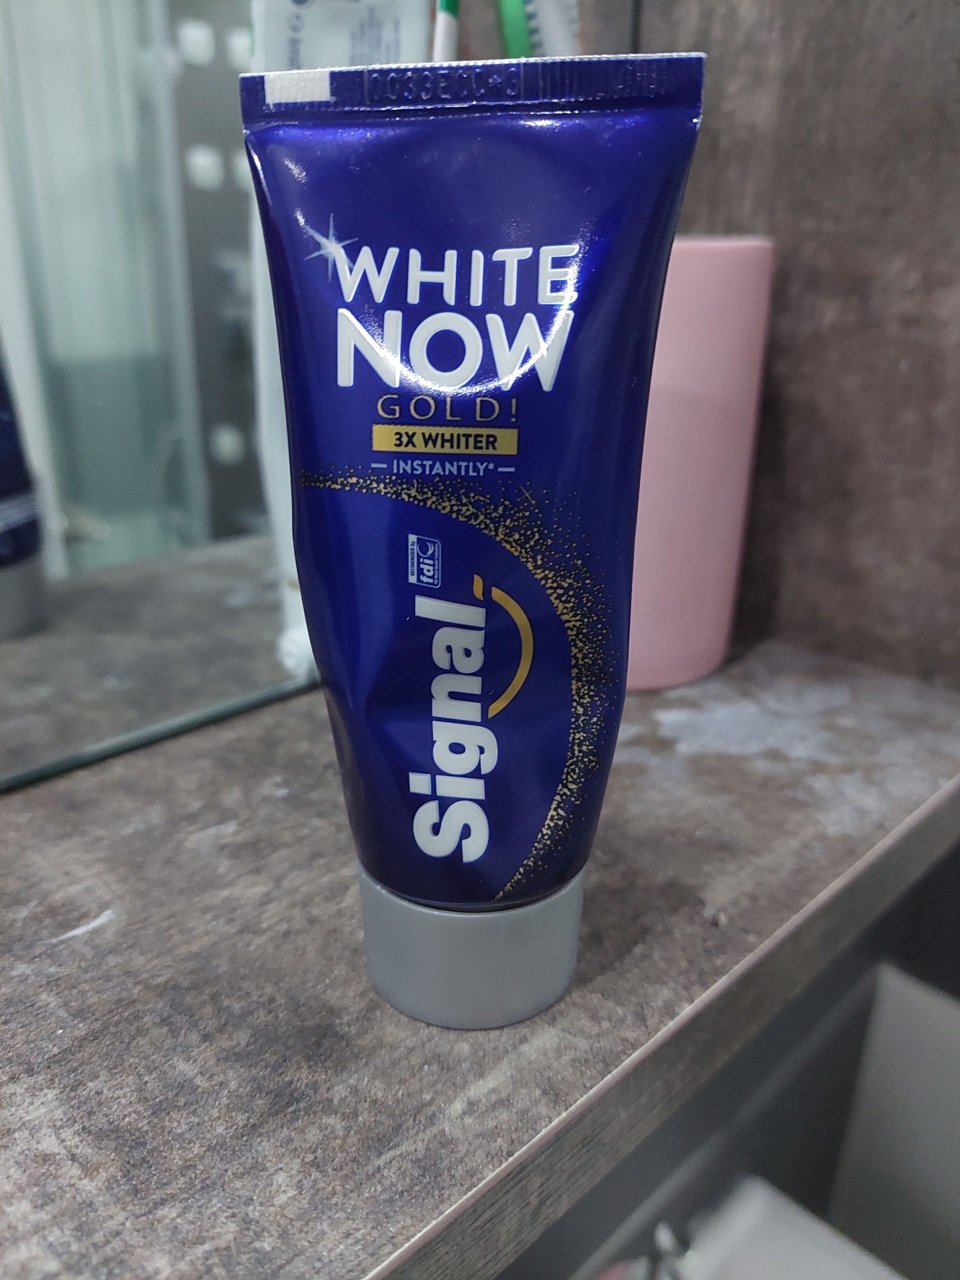 WHITE
NOW
GOLD!
3X WHITER
INSTANTLY*
fdi
Signal